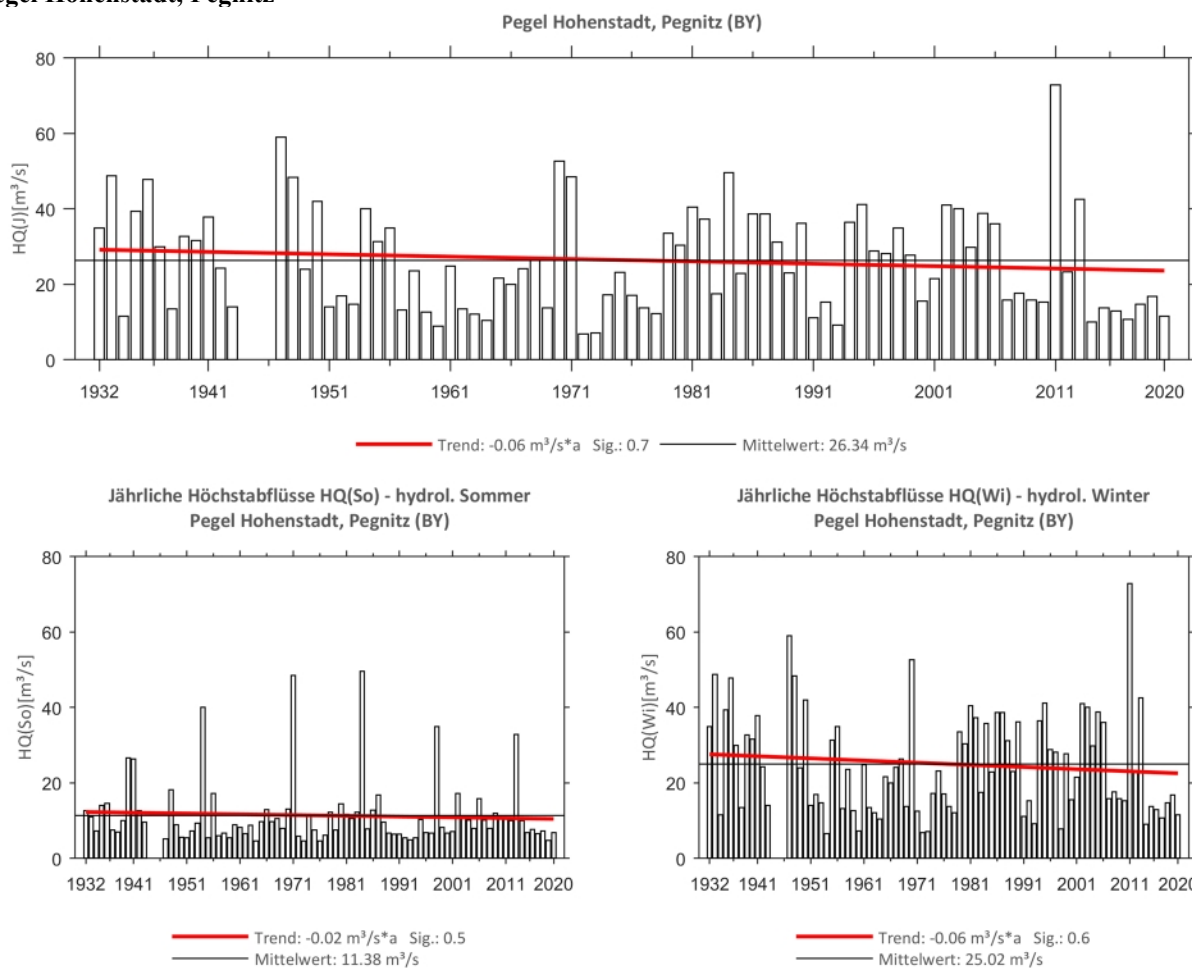 Pegel Hohenstadt, Pegnitz
Pegel Hohenstadt, Pegnitz (BY)
80
60
40
20
0
HQ(J)[m³/s]
1932 1941 1951 1961 1971 1981 1991 2001 2011 2020
Trend: -0.06 m³/s*a Sig.: 0.7 Mittelwert: 26.34 m³/s
Jährliche Höchstabflüsse HQ(So) - hydrol. Sommer
Pegel Hohenstadt, Pegnitz (BY)
80
60
40
20
0
HQ(So)[m³/s]
1932 1941 1951 1961 1971 1981 1991 2001 2011 2020
Trend: -0.02 m³/s*a Sig.: 0.5
Mittelwert: 11.38 m³/s
Jährliche Höchstabflüsse HQ(Wi) - hydrol. Winter
Pegel Hohenstadt, Pegnitz (BY)
80
60
40
20
0
HQ(Wi)[m³/s]
1932 1941 1951 1961 1971 1981 1991 2001 2011 2020
Trend: -0.06 m³/s*a Sig.: 0.6
Mittelwert: 25.02 m³/s